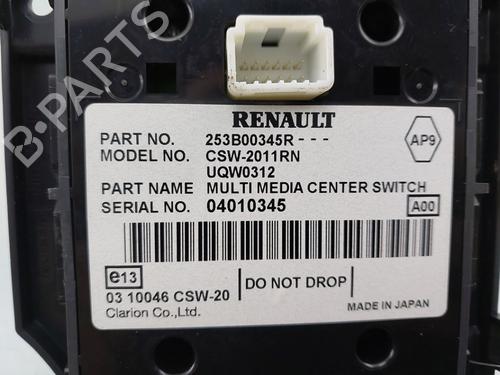 B-PARTS
RENAULT
PART NO. 253B00345R - - -
AP9
MODEL NO. CSW-2011RN
UQW0312
PART NAME MULTI MEDIA CENTER SWITCH
SERIAL NO. 04010345
A00
e13
DO NOT DROP
03 10046 CSW-20
MADE IN JAPAN
Clarion Co.,Ltd.